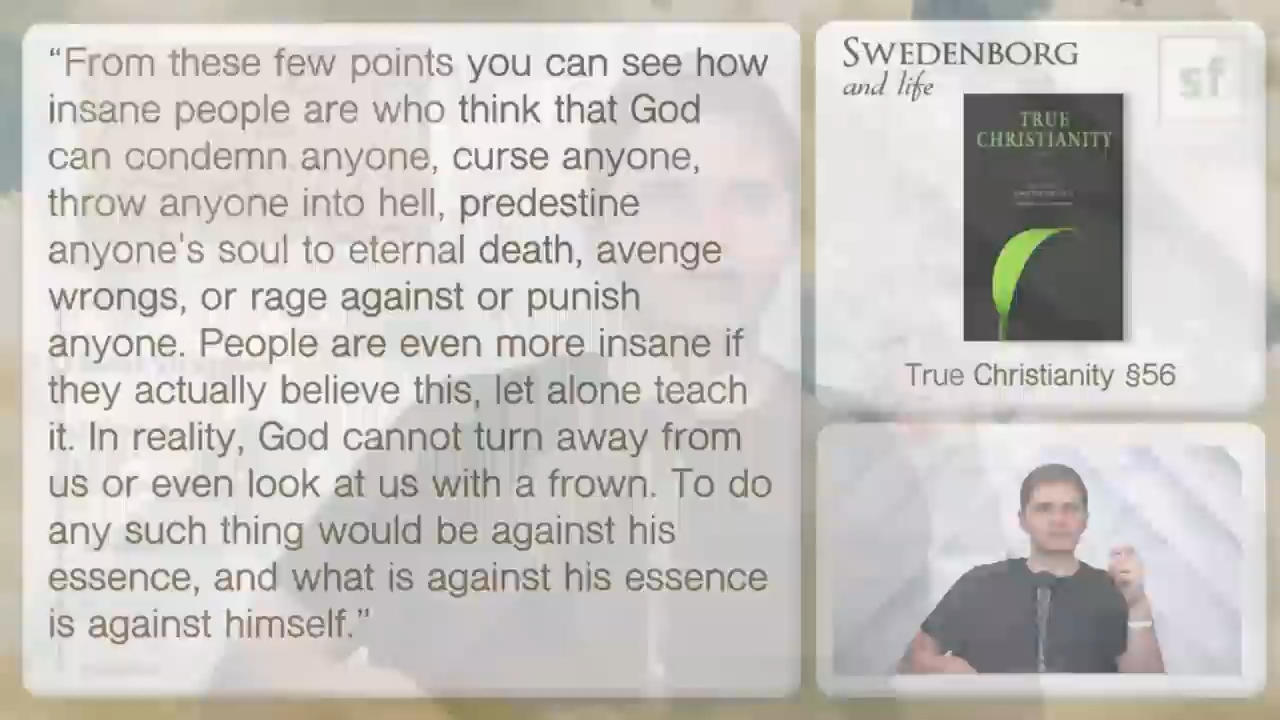 “From these few points you can see how
insane people are who think that God
can condemn anyone, curse anyone,
throw anyone into hell, predestine
anyone's soul to eternal death, avenge
wrongs, or rage against or punish
anyone. People are even more insane if
they actually believe this, let alone teach
it. In reality, God cannot turn away from
us or even look at us with a frown. To do
any such thing would be against his
essence, and what is against his essence
is against himself.”
SWEDENBORG
and life
sf
TRUE
CHRISTIANITY
True Christianity §56